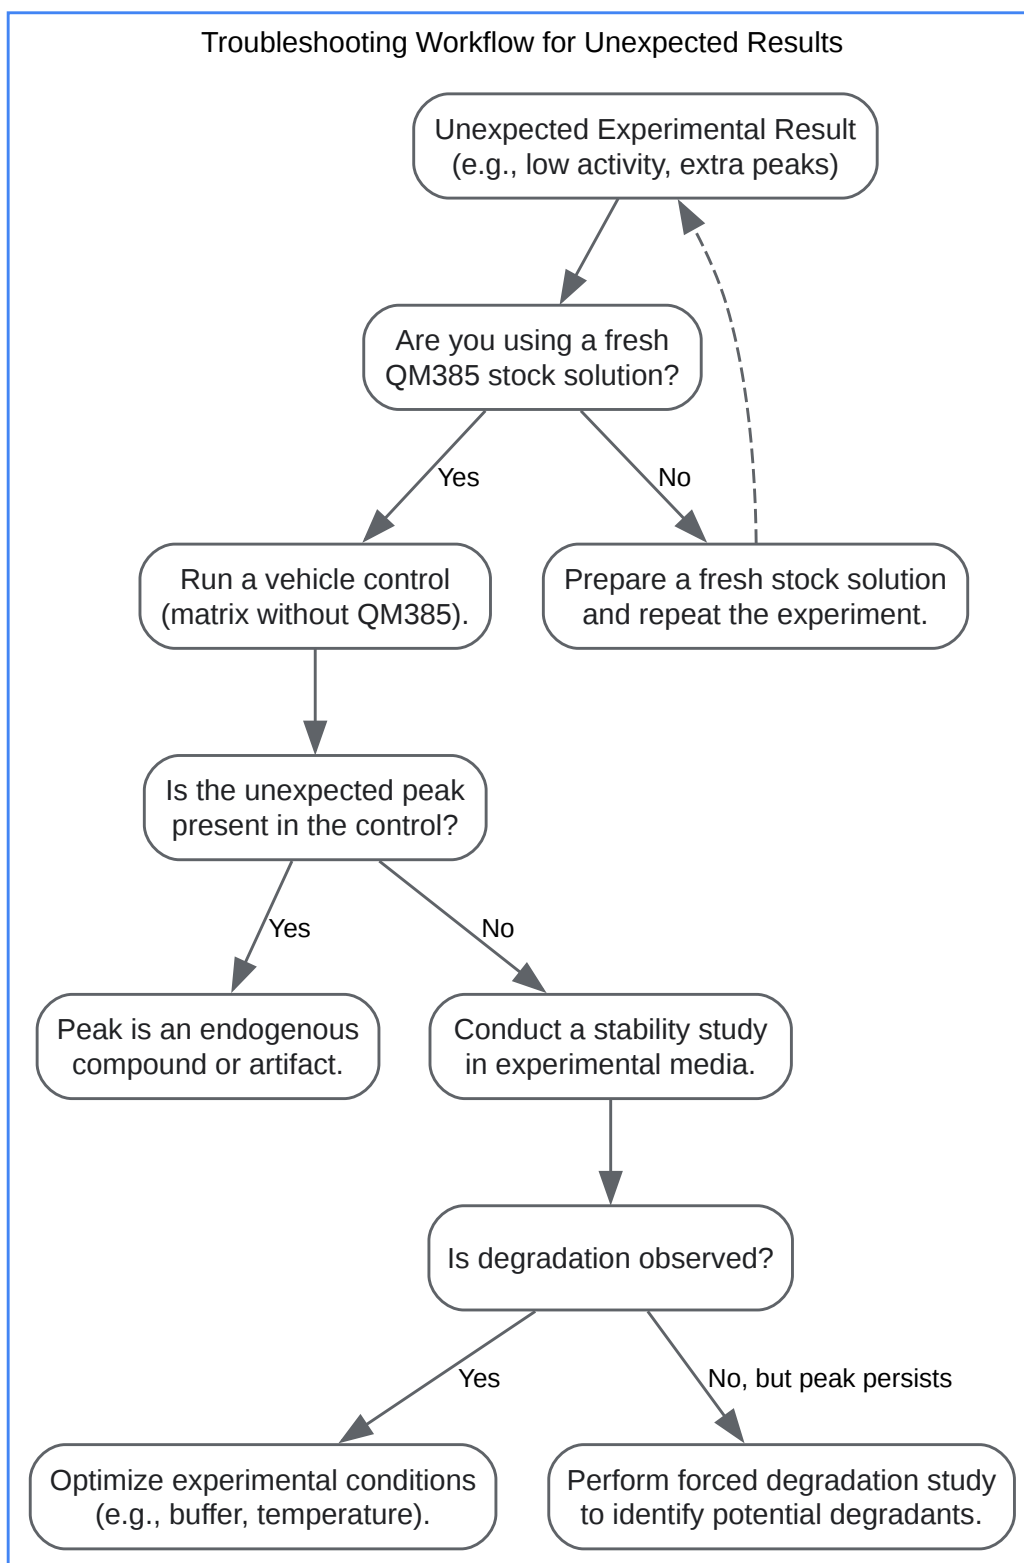 Troubleshooting Workflow for Unexpected Results
Unexpected Experimental Result
(e.g., low activity, extra peaks)
Are you using a fresh
QM385 stock solution?
Yes
No
Run a vehicle control
(matrix without QM385).
Prepare a fresh stock solution
and repeat the experiment.
Is the unexpected peak
present in the control?
Yes
No
Peak is an endogenous
compound or artifact.
Conduct a stability study
in experimental media.
Is degradation observed?
Yes
No, but peak persists
Optimize experimental conditions
(e.g., buffer, temperature).
Perform forced degradation study
to identify potential degradants.